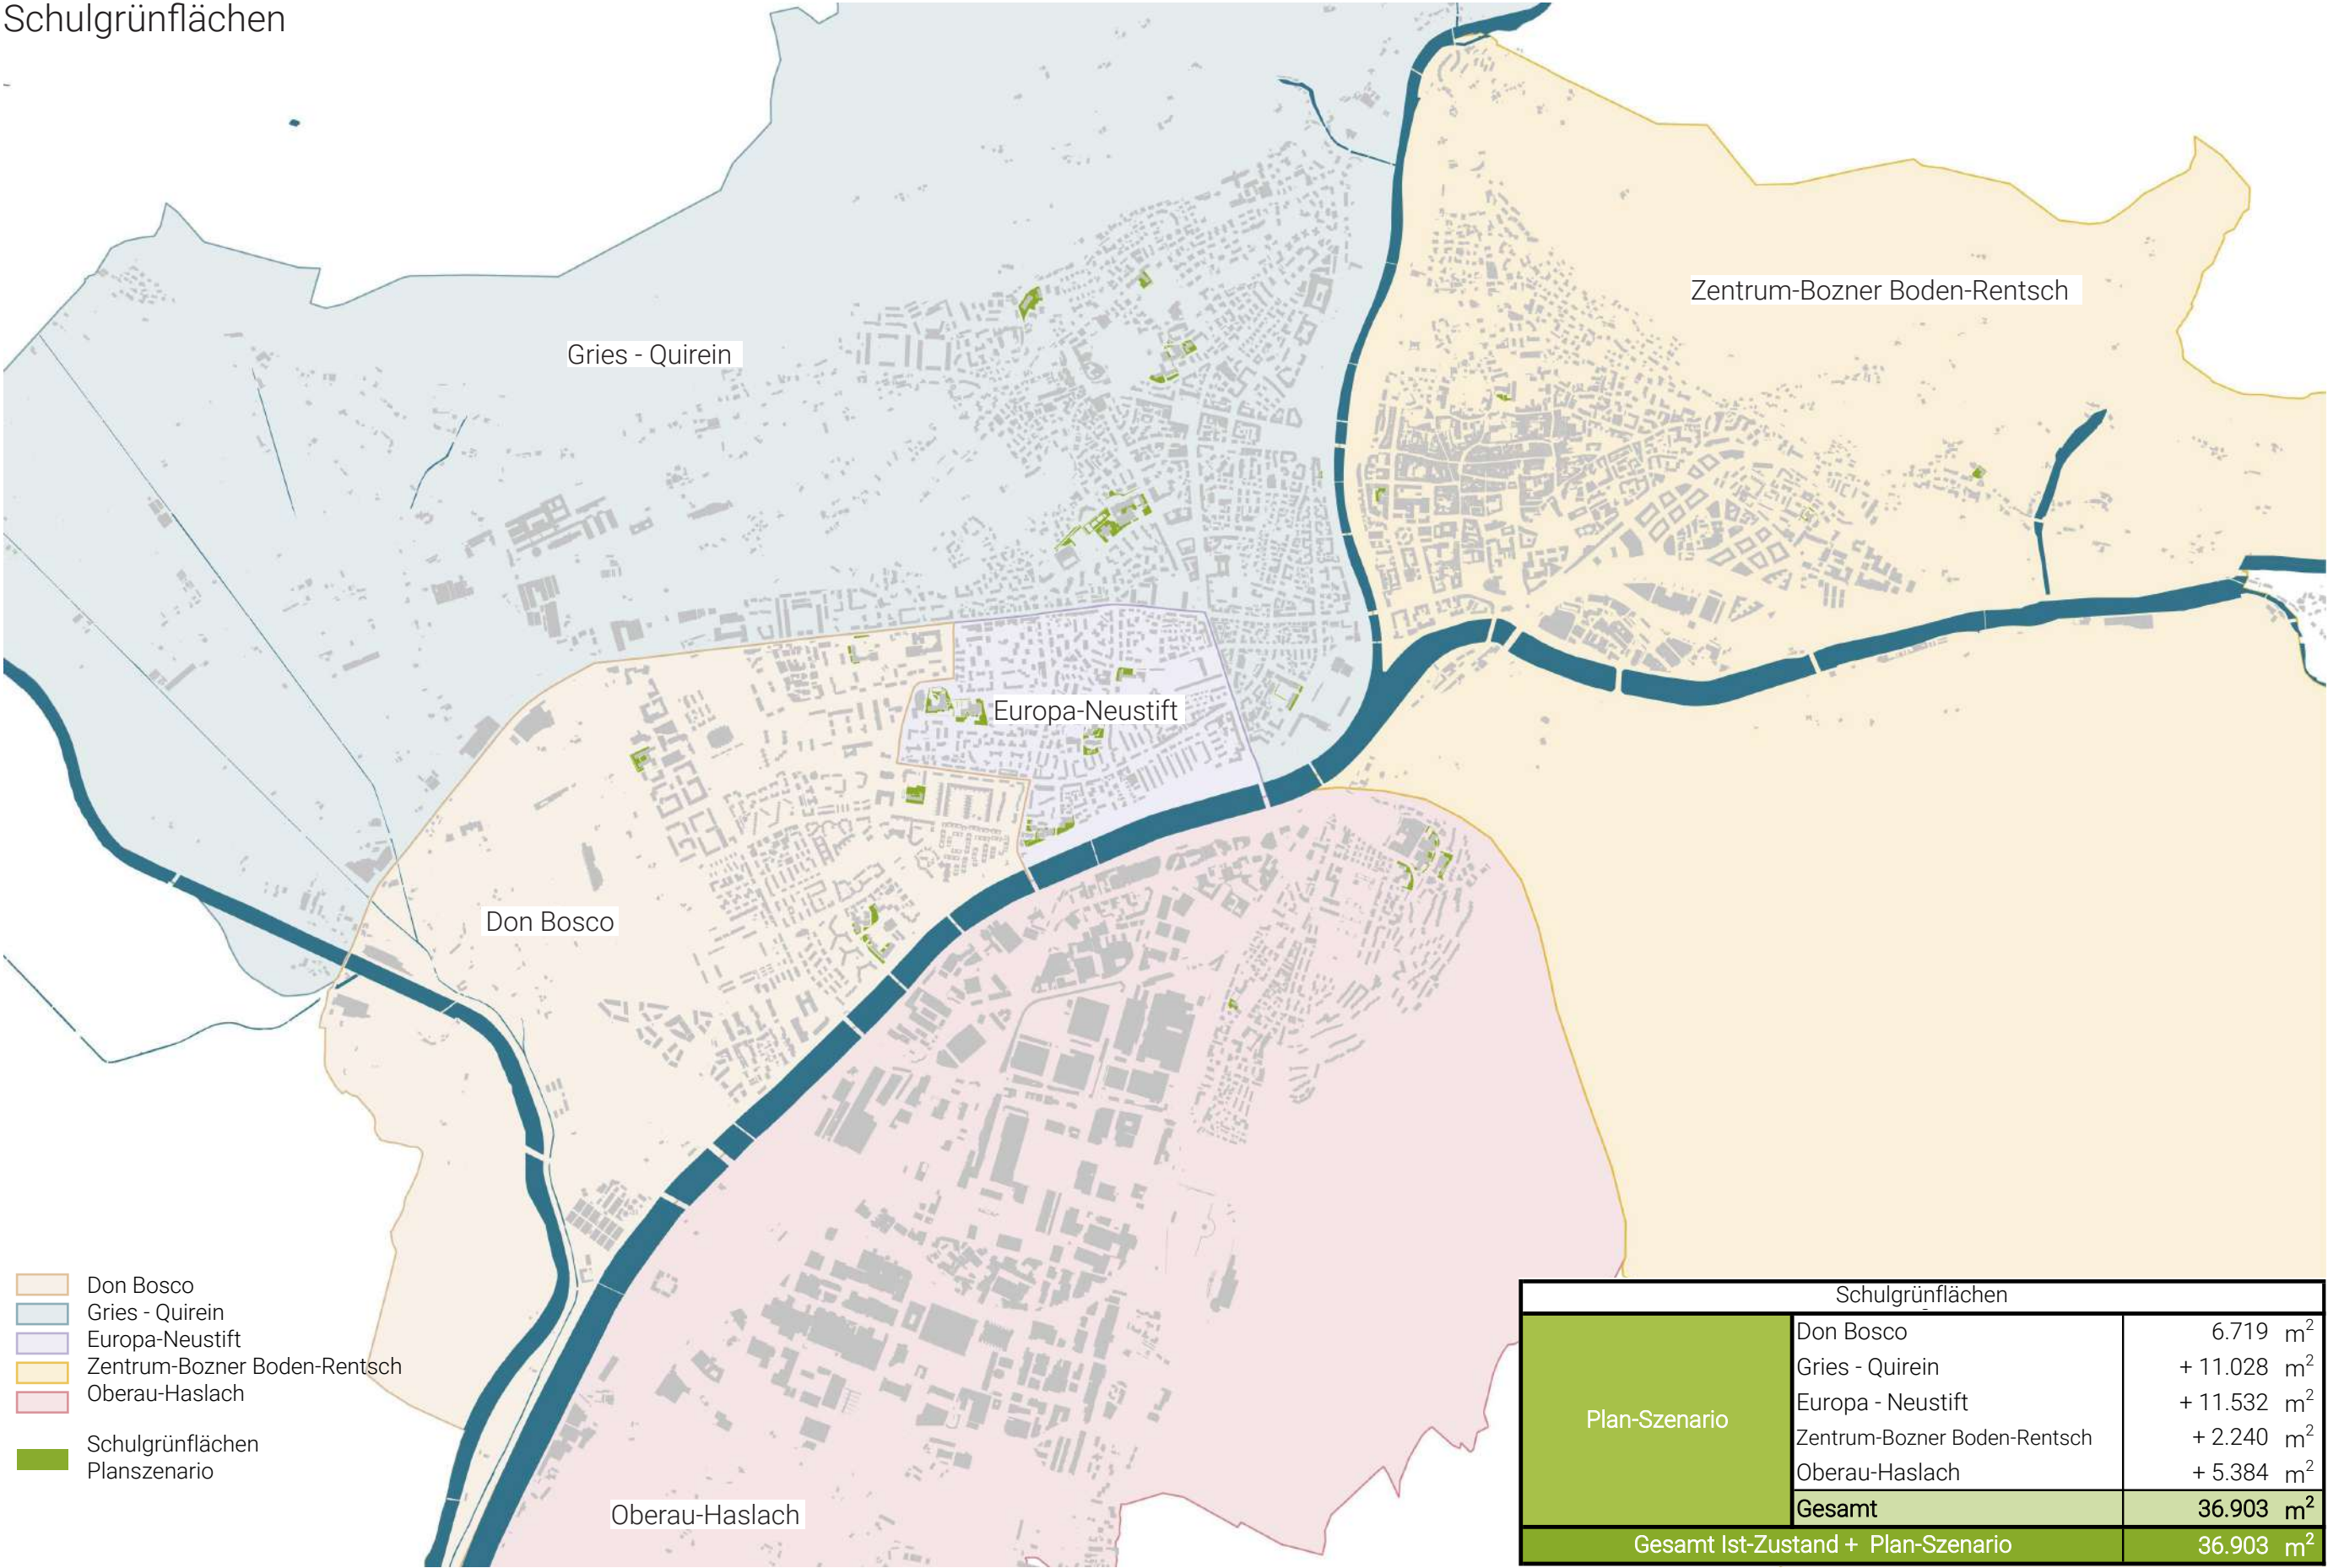 Schulgrünflächen
Zentrum-Bozner Boden-Rentsch
Gries - Quirein
Europa-Neustift
Don Bosco
Oberau-Haslach
Don Bosco
Gries - Quirein
Europa-Neustift
Zentrum-Bozner Boden-Rentsch
Oberau-Haslach
Schulgrünflächen
Planszenario
Schulgrünflächen
Plan-Szenario
Don Bosco 6.719 m²
Gries - Quirein + 11.028 m²
Europa - Neustift + 11.532 m²
Zentrum-Bozner Boden-Rentsch + 2.240 m²
Oberau-Haslach + 5.384 m²
Gesamt 36.903 m²
Gesamt Ist-Zustand + Plan-Szenario 36.903 m²